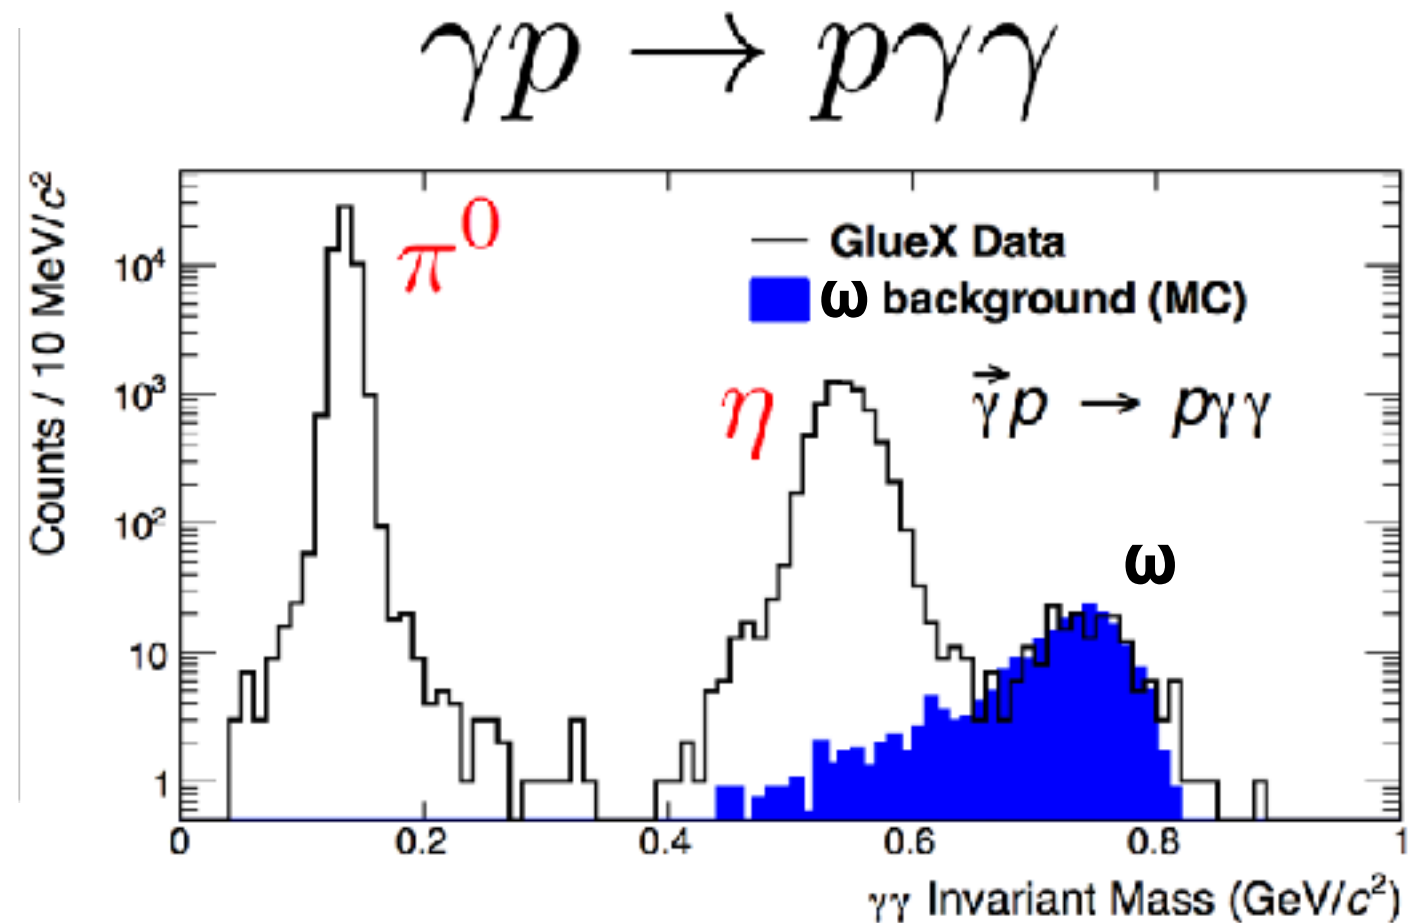 γp → pγγ
Counts / 10 MeV/c²
10⁴
10³
10²
10
1
π⁰
GlueX Data
ω background (MC)
η
γ⃗p → pγγ
ω
0 0.2 0.4 0.6 0.8 1
γγ Invariant Mass (GeV/c²)